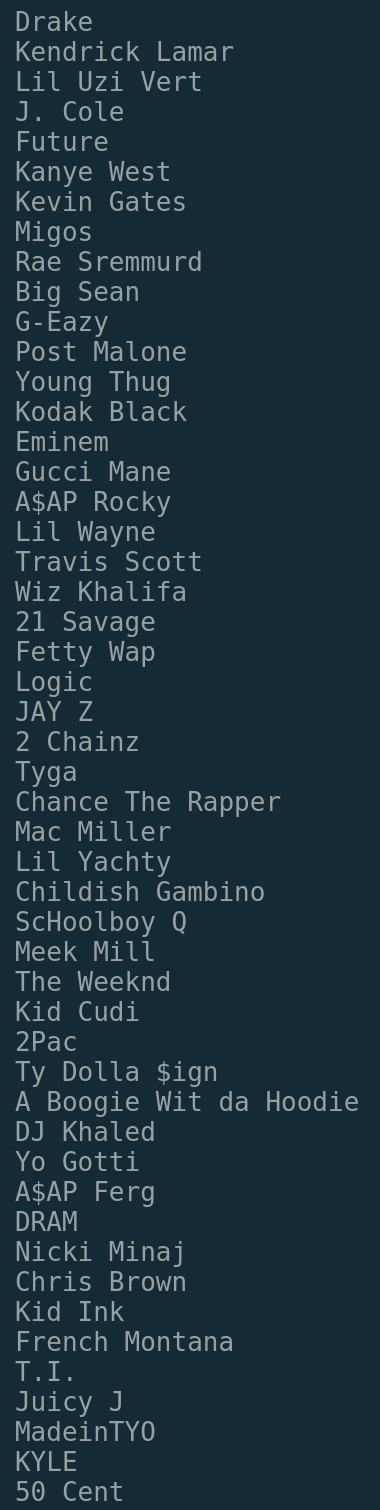 Drake
Kendrick Lamar
Lil Uzi Vert
J. Cole
Future
Kanye West
Kevin Gates
Migos
Rae Sremmurd
Big Sean
G-Eazy
Post Malone
Young Thug
Kodak Black
Eminem
Gucci Mane
A$AP Rocky
Lil Wayne
Travis Scott
Wiz Khalifa
21 Savage
Fetty Wap
Logic
JAY Z
2 Chainz
Tyga
Chance The Rapper
Mac Miller
Lil Yachty
Childish Gambino
ScHoolboy Q
Meek Mill
The Weeknd
Kid Cudi
2Pac
Ty Dolla $ign
A Boogie Wit da Hoodie
DJ Khaled
Yo Gotti
A$AP Ferg
DRAM
Nicki Minaj
Chris Brown
Kid Ink
French Montana
T.I.
Juicy J
MadeinTYO
KYLE
50 Cent